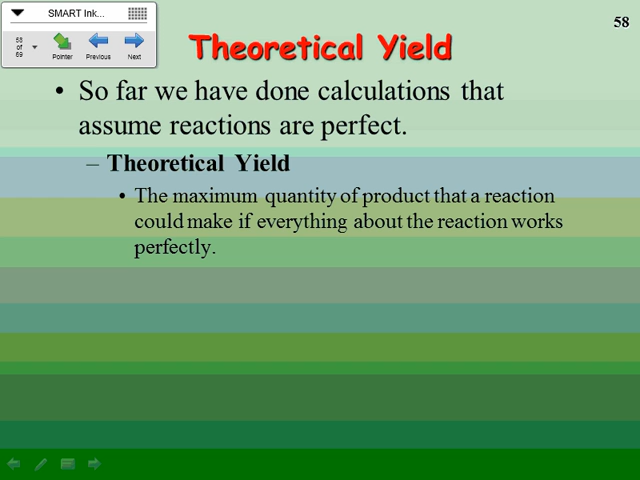 SMART Ink...
58
of
69
Pointer
Previous
Next
58
Theoretical Yield
• So far we have done calculations that
assume reactions are perfect.
– Theoretical Yield
• The maximum quantity of product that a reaction
could make if everything about the reaction works
perfectly.